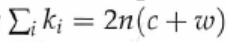 ∑ᵢ kᵢ = 2n(c + w)